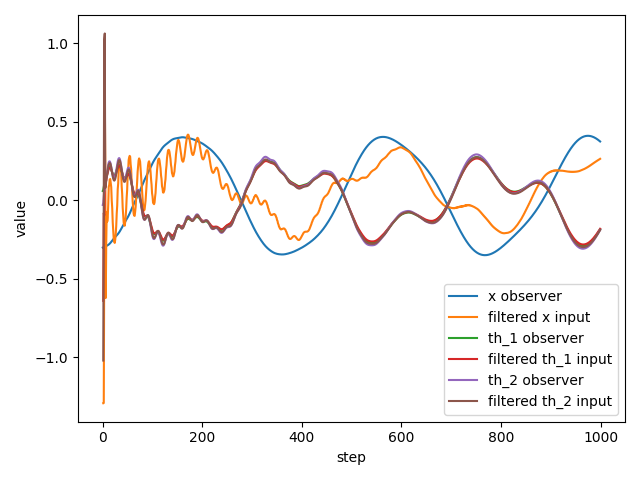 1.0
0.5
0.0
−0.5
−1.0
value
0
200
400
600
800
1000
step
x observer
filtered x input
th_1 observer
filtered th_1 input
th_2 observer
filtered th_2 input